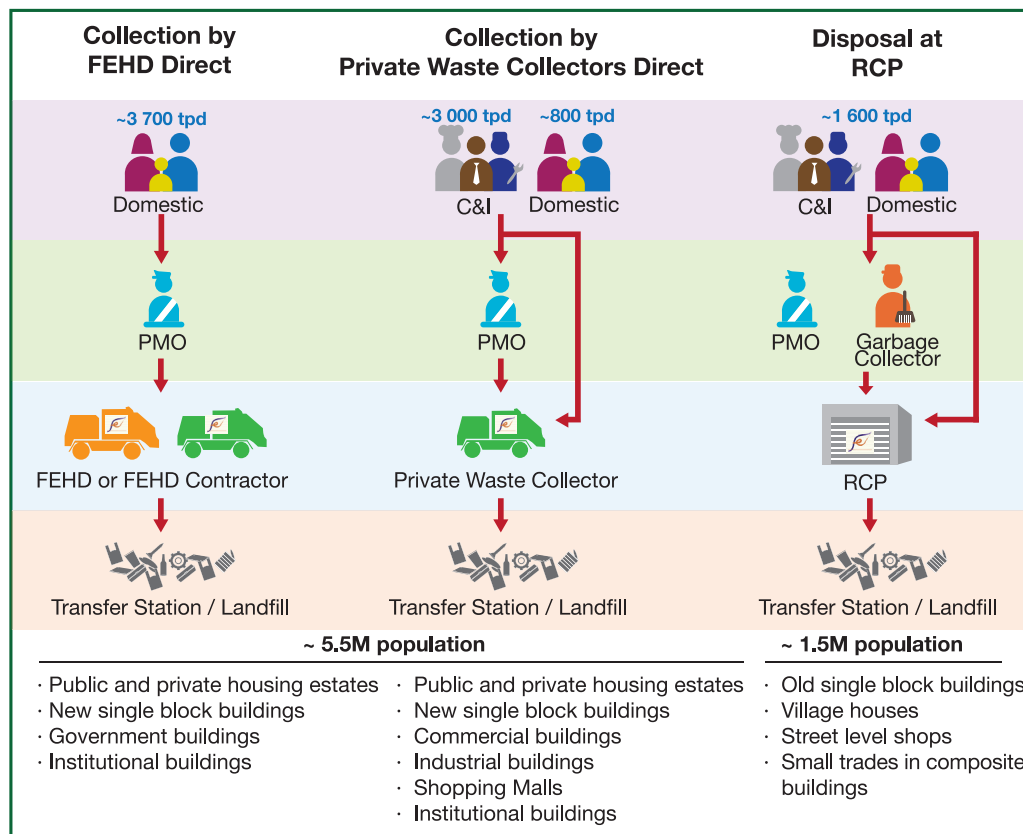 Collection by
FEHD Direct
Collection by
Private Waste Collectors Direct
Disposal at
RCP
~3 700 tpd
~3 000 tpd
~800 tpd
~1 600 tpd
Domestic
C&I
Domestic
C&I
Domestic
PMO
PMO
PMO
Garbage
Collector
FEHD or FEHD Contractor
Private Waste Collector
RCP
Transfer Station / Landfill
Transfer Station / Landfill
Transfer Station / Landfill
~ 5.5M population
~ 1.5M population
· Public and private housing estates
· New single block buildings
· Government buildings
· Institutional buildings
· Public and private housing estates
· New single block buildings
· Commercial buildings
· Industrial buildings
· Shopping Malls
· Institutional buildings
· Old single block buildings
· Village houses
· Street level shops
· Small trades in composite
buildings